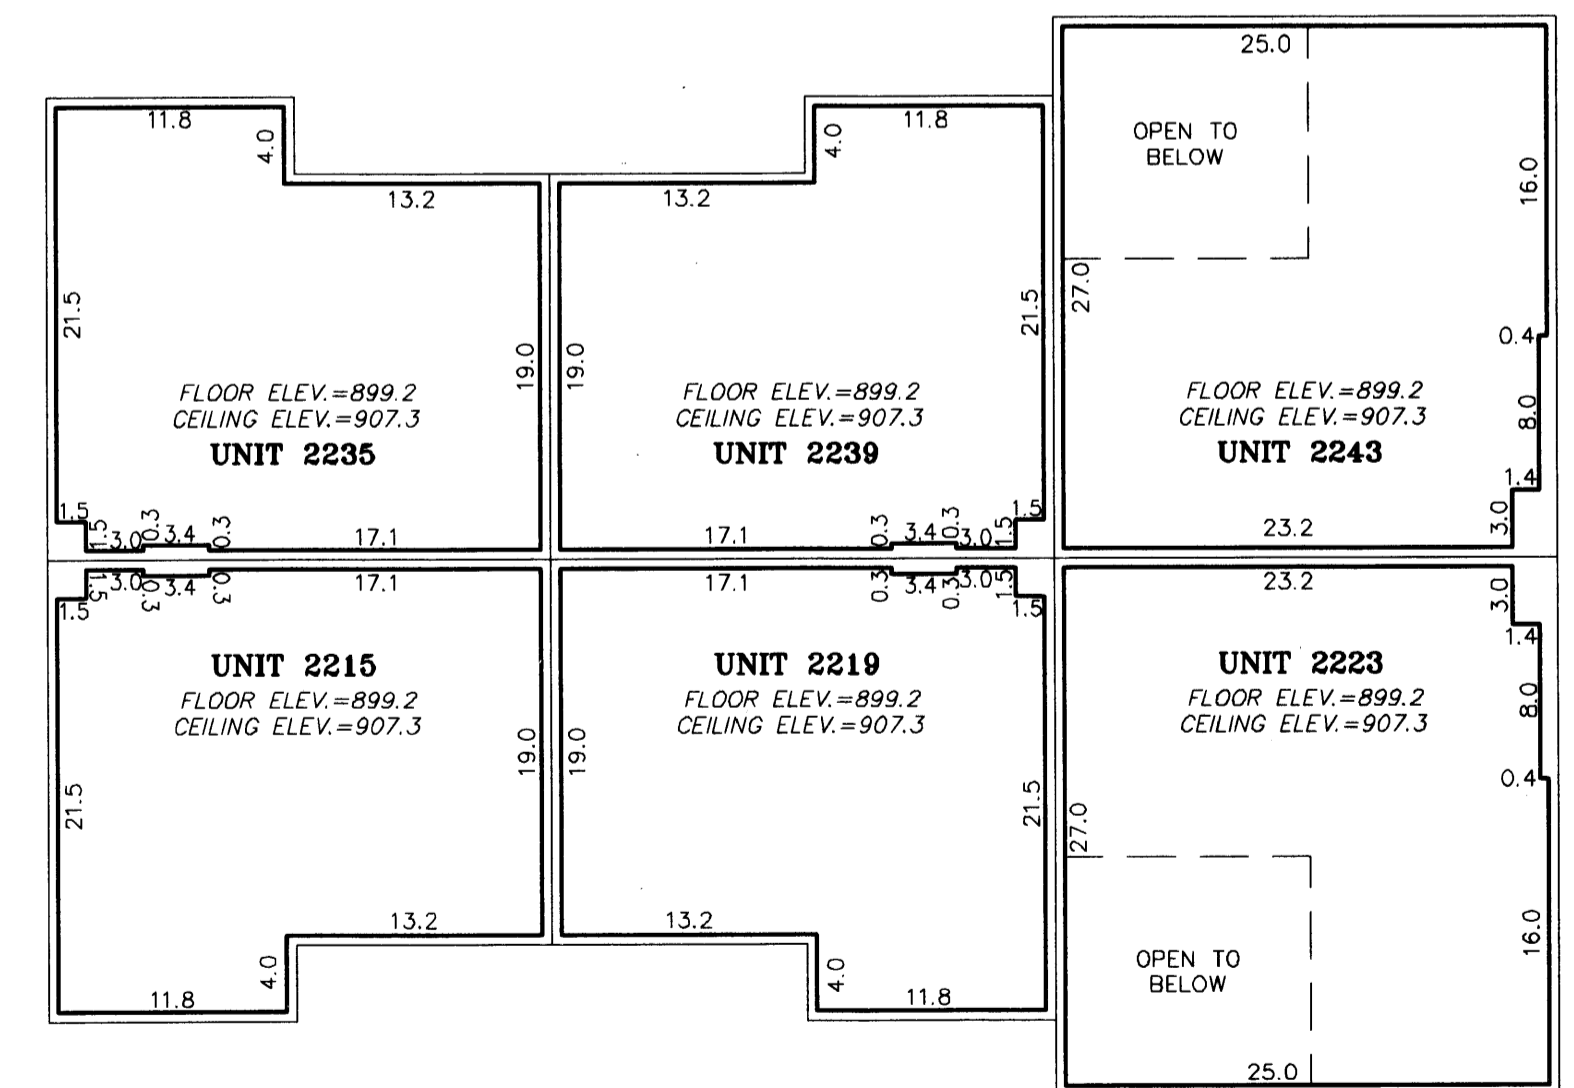 25.0
OPEN TO
BELOW
16.0
27.0
0.4
FLOOR ELEV.=899.2
CEILING ELEV.=907.3
UNIT 2243
8.0
1.4
3.0
23.2
11.8
4.0
13.2
21.5
19.0
FLOOR ELEV.=899.2
CEILING ELEV.=907.3
UNIT 2235
1.5
1.5
3.0
0.3
3.4
0.3
17.1
11.8
4.0
13.2
21.5
19.0
FLOOR ELEV.=899.2
CEILING ELEV.=907.3
UNIT 2239
17.1
0.3
3.4
0.3
3.0
1.5
1.5
1.5
1.5
3.0
0.3
3.4
0.3
17.1
UNIT 2215
FLOOR ELEV.=899.2
CEILING ELEV.=907.3
19.0
21.5
13.2
4.0
11.8
17.1
0.3
3.4
0.3
3.0
1.5
1.5
UNIT 2219
FLOOR ELEV.=899.2
CEILING ELEV.=907.3
19.0
21.5
13.2
4.0
11.8
23.2
3.0
1.4
UNIT 2223
FLOOR ELEV.=899.2
CEILING ELEV.=907.3
8.0
0.4
27.0
16.0
OPEN TO
BELOW
25.0